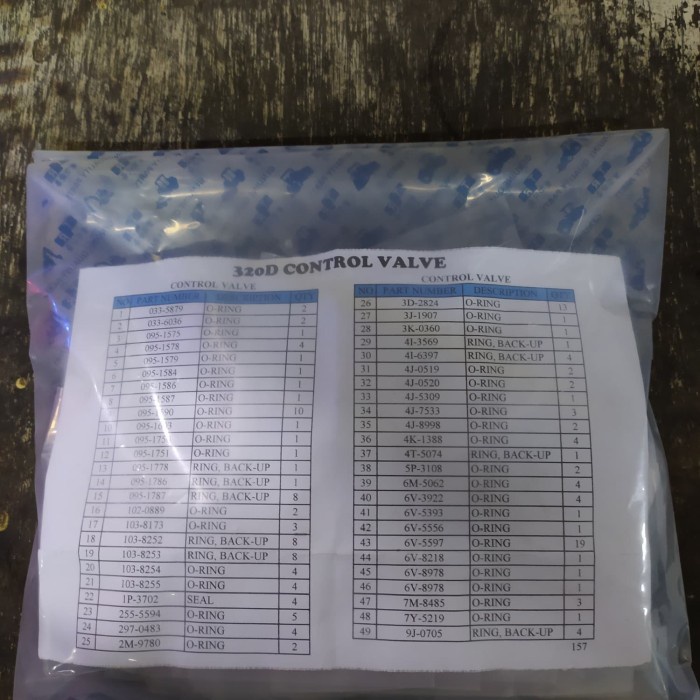 320D CONTROL VALVE
CONTROL VALVE
NO PART NUMBER DESCRIPTION QTY
1 033-5879 O-RING 2
2 033-6036 O-RING 2
3 095-1575 O-RING 1
4 095-1578 O-RING 4
5 095-1579 O-RING 1
6 095-1584 O-RING 1
7 095-1586 O-RING 1
8 095-1587 O-RING 1
9 095-1590 O-RING 10
10 O-RING 1
11 O-RING 1
12 095-1751 O-RING 1
13 095-1778 RING, BACK-UP 1
14 095-1786 RING, BACK-UP 1
15 095-1787 RING, BACK-UP 8
16 102-0889 O-RING 2
17 103-8173 O-RING 3
18 103-8252 RING, BACK-UP 8
19 103-8253 RING, BACK-UP 8
20 103-8254 O-RING 4
21 103-8255 O-RING 4
22 1P-3702 SEAL 4
23 255-5594 O-RING 5
24 297-0483 O-RING 4
25 2M-9780 O-RING 2
CONTROL VALVE
NO PART NUMBER DESCRIPTION QTY
26 3D-2824 O-RING 13
27 3J-1907 O-RING
28 3K-0360 O-RING 1
29 4I-3569 RING, BACK-UP 1
30 4I-6397 RING, BACK-UP 4
31 4J-0519 O-RING 2
32 4J-0520 O-RING 2
33 4J-5309 O-RING 1
34 4J-7533 O-RING 3
35 4J-8998 O-RING 2
36 4K-1388 O-RING 4
37 4T-5074 RING, BACK-UP 1
38 5P-3108 O-RING 2
39 6M-5062 O-RING 4
40 6V-3922 O-RING 4
41 6V-5393 O-RING 1
42 6V-5556 O-RING 1
43 6V-5597 O-RING 19
44 6V-8218 O-RING 1
45 6V-8978 O-RING 1
46 6V-8978 O-RING 1
47 7M-8485 O-RING 3
48 7Y-5219 O-RING 1
49 9J-0705 RING, BACK-UP 4
157